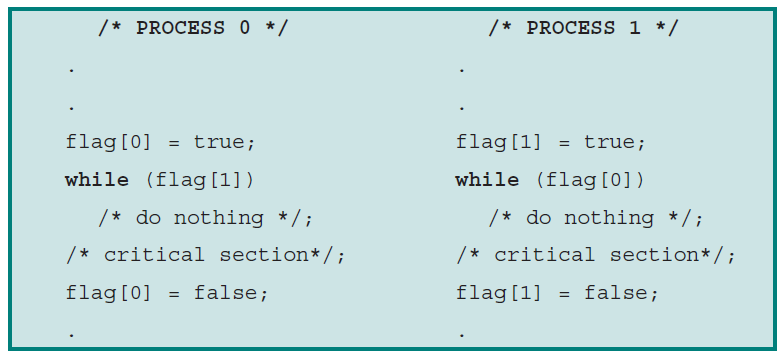 /* PROCESS 0 */
.
.
flag[0] = true;
while (flag[1])
/* do nothing */;
/* critical section*/;
flag[0] = false;
.
/* PROCESS 1 */
.
.
flag[1] = true;
while (flag[0])
/* do nothing */;
/* critical section*/;
flag[1] = false;
.